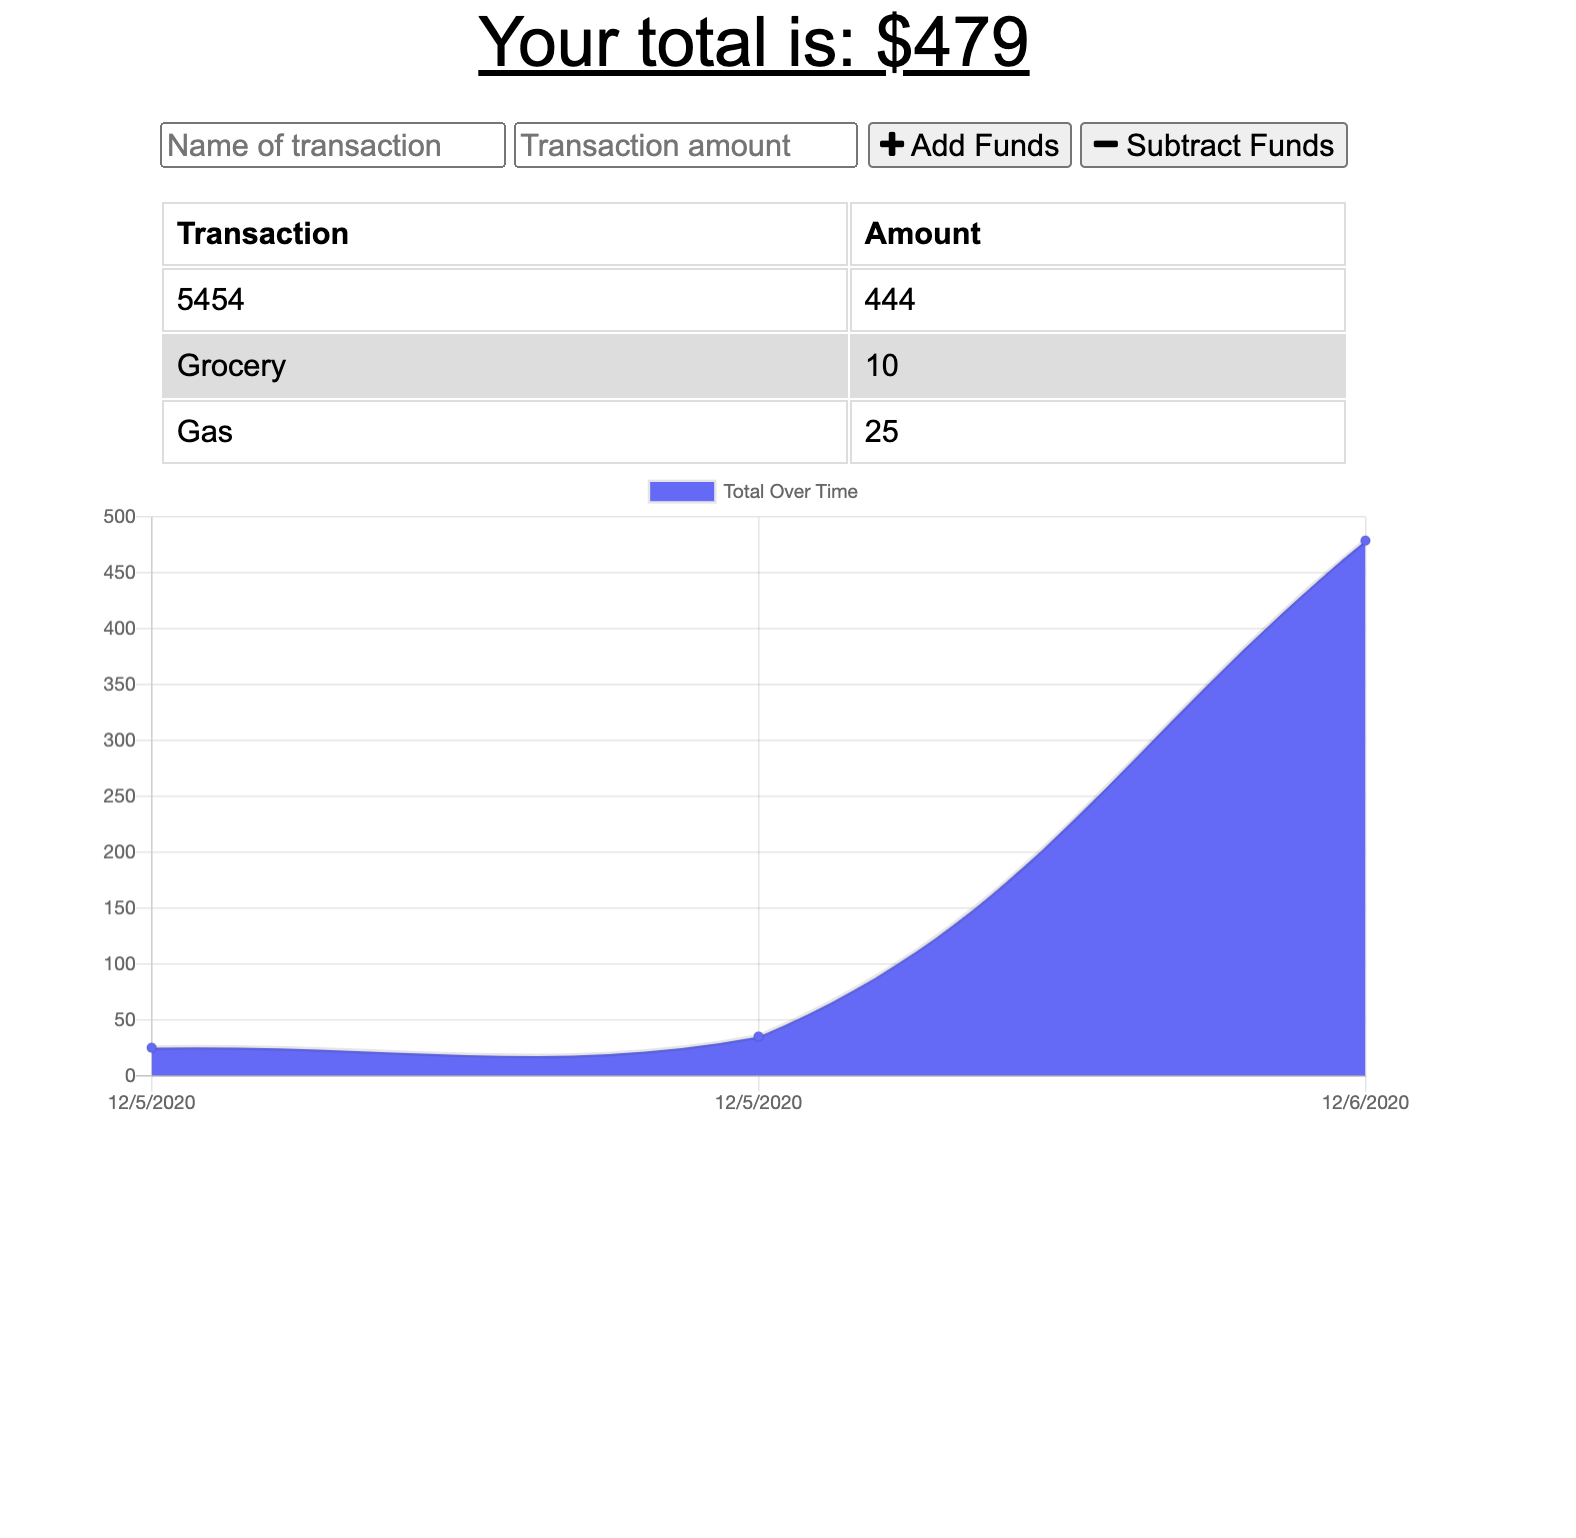 Your total is: $479
Name of transaction Transaction amount Add Funds Subtract Funds
Transaction Amount
5454 444
Grocery 10
Gas 25
Total Over Time
500
450
400
350
300
250
200
150
100
50
0
12/5/2020 12/5/2020 12/6/2020